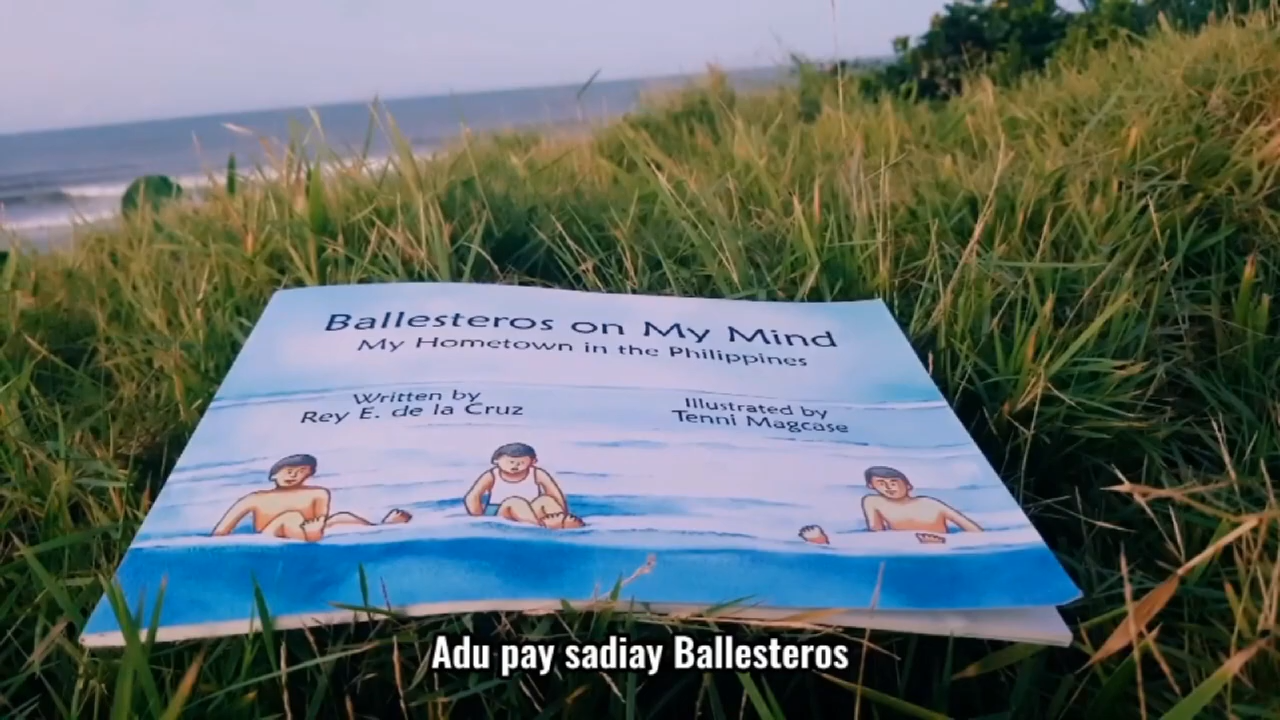 Ballesteros on My Mind
My Hometown in the Philippines
Written by
Rey E. de la Cruz
Illustrated by
Tenni Magcase
Adu pay sadiay Ballesteros